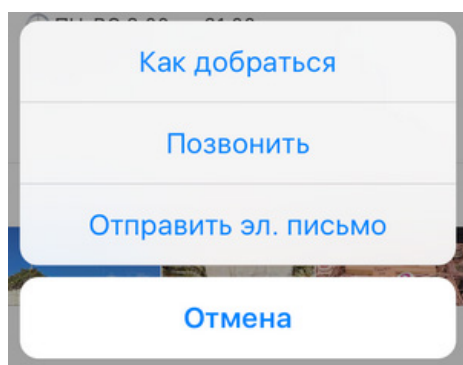 Как добраться
Позвонить
Отправить эл. письмо
Отмена